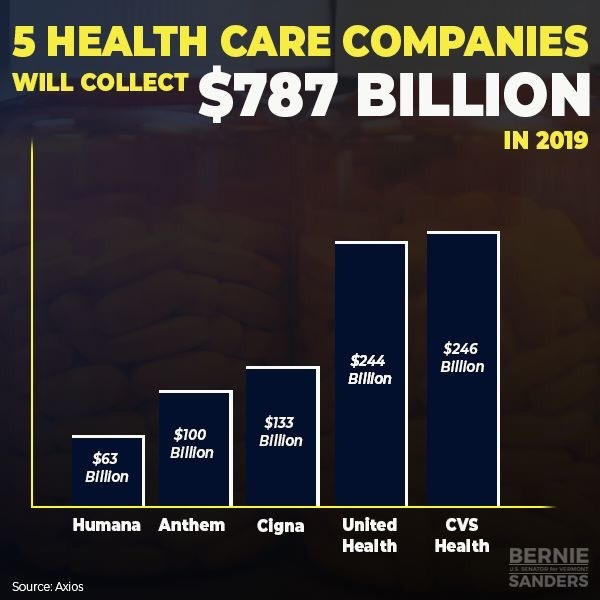 5 HEALTH CARE COMPANIES
WILL COLLECT $787 BILLION
IN 2019
$63
Billion
$100
Billion
$133
Billion
$244
Billion
$246
Billion
Humana
Anthem
Cigna
United
Health
CVS
Health
Source: Axios
BERNIE
U.S. SENATOR for VERMONT
SANDERS